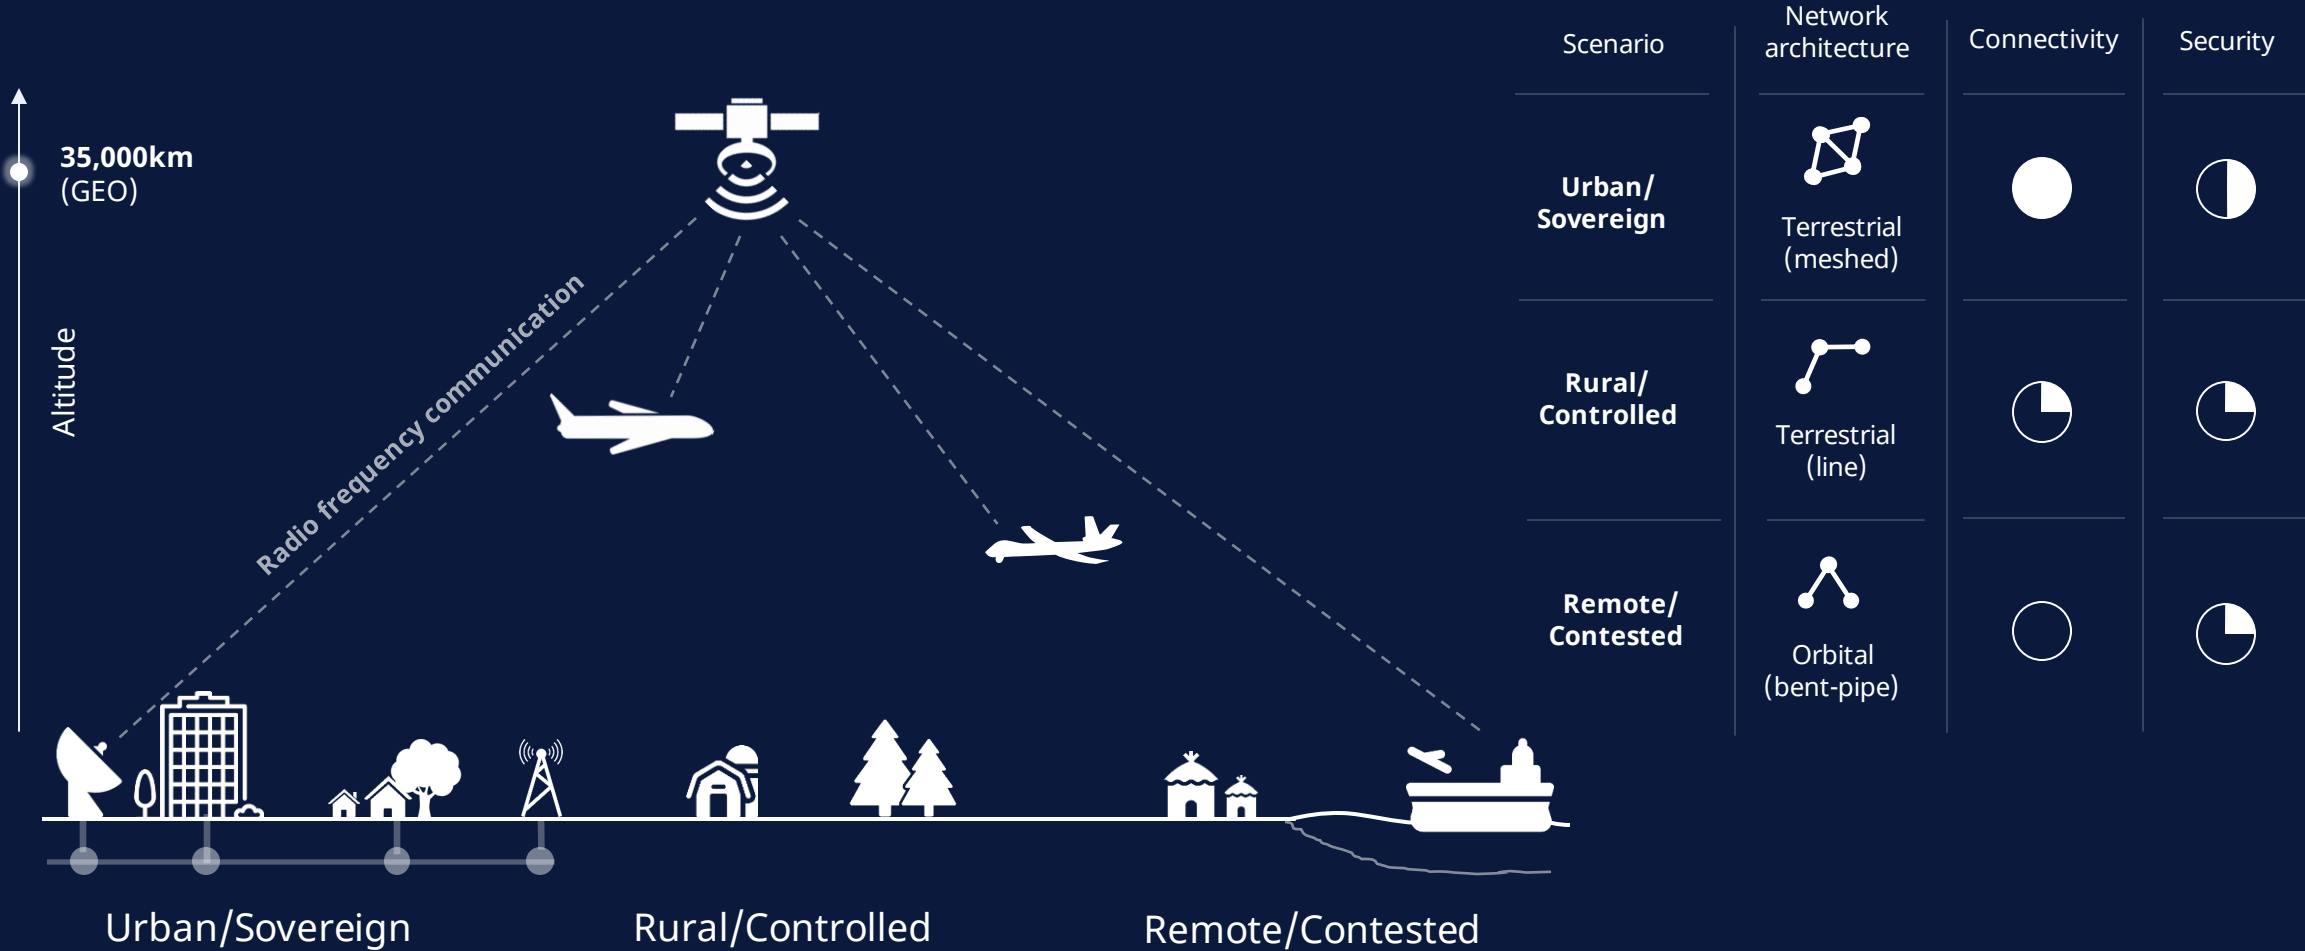 35,000km
(GEO)
Altitude
Radio frequency communication
Urban/Sovereign
Rural/Controlled
Remote/Contested
Scenario
Network
architecture
Connectivity
Security
Urban/
Sovereign
Terrestrial
(meshed)
Rural/
Controlled
Terrestrial
(line)
Remote/
Contested
Orbital
(bent-pipe)